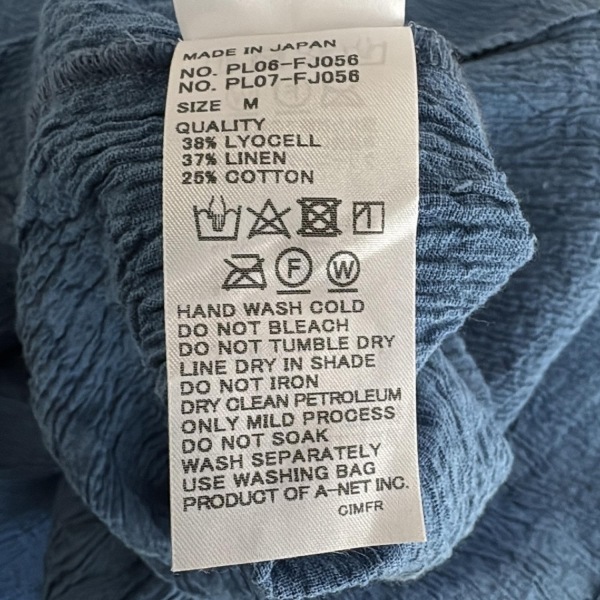 MADE IN JAPAN
NO. PL06-FJ056
NO. PL07-FJ056
SIZE M
QUALITY
38% LYOCELL
37% LINEN
25% COTTON
F W
HAND WASH COLD
DO NOT BLEACH
DO NOT TUMBLE DRY
LINE DRY IN SHADE
DO NOT IRON
DRY CLEAN PETROLEUM
ONLY MILD PROCESS
DO NOT SOAK
WASH SEPARATELY
USE WASHING BAG
PRODUCT OF A-NET INC.
CIMFR